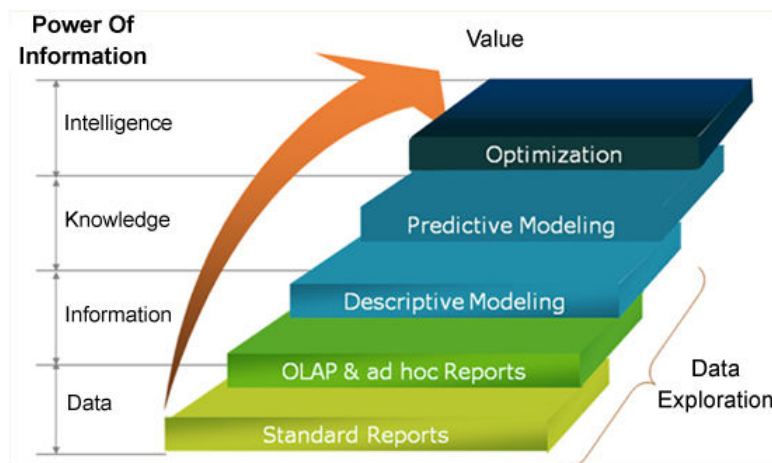 Power Of
Information
Value
Intelligence
Optimization
Knowledge
Predictive Modeling
Descriptive Modeling
Information
OLAP & ad hoc Reports
Data
Exploration
Data
Standard Reports